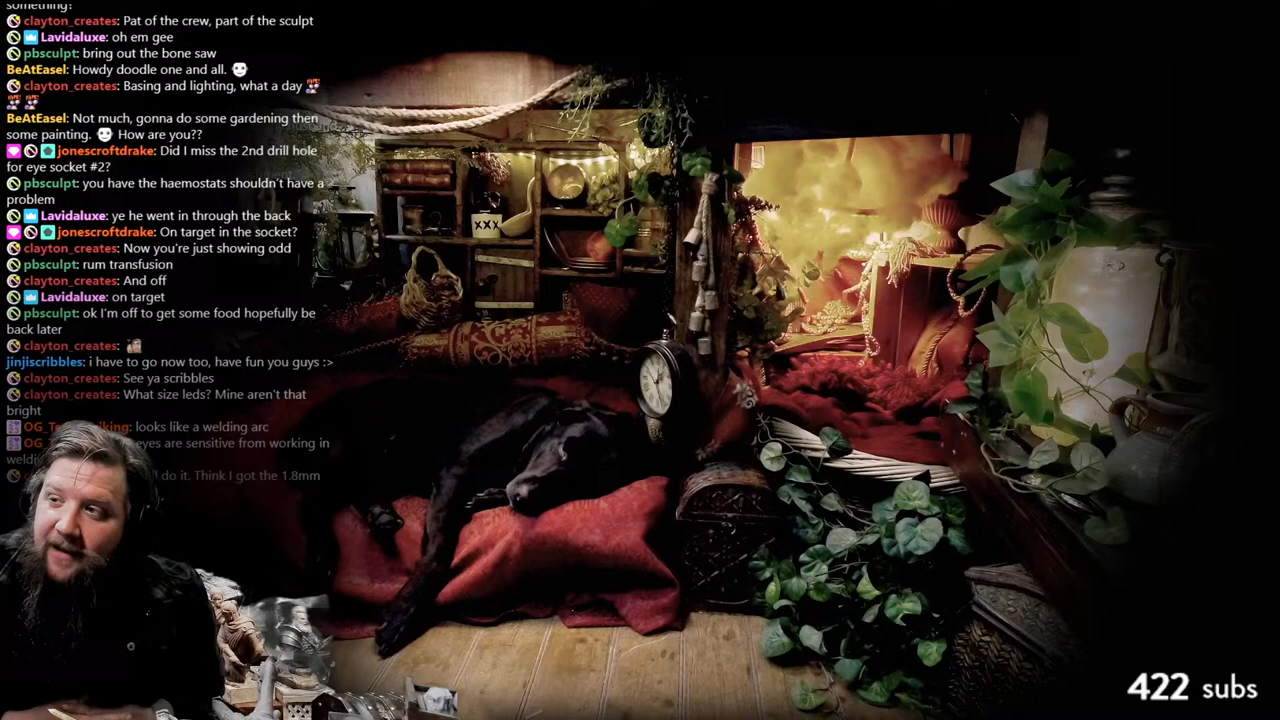 something?
clayton_creates: Pat of the crew, part of the sculpt
Lavidaluxe: oh em gee
pbsculpt: bring out the bone saw
BeAtEasel: Howdy doodle one and all.
clayton_creates: Basing and lighting, what a day
BeAtEasel: Not much, gonna do some gardening then
some painting. How are you??
jonescroftdrake: Did I miss the 2nd drill hole
for eye socket #2?
pbsculpt: you have the haemostats shouldn't have a
problem
Lavidaluxe: ye he went in through the back
jonescroftdrake: On target in the socket?
clayton_creates: Now you're just showing odd
pbsculpt: rum transfusion
clayton_creates: And off
Lavidaluxe: on target
pbsculpt: ok I'm off to get some food hopefully be
back later
clayton_creates:
jinjiscribbles: i have to go now too, have fun you guys :>
clayton_creates: See ya scribbles
clayton_creates: What size leds? Mine aren't that
bright
looks like a welding arc
eyes are sensitive from working in
do it. Think I got the 1.8mm
XXX
422 subs